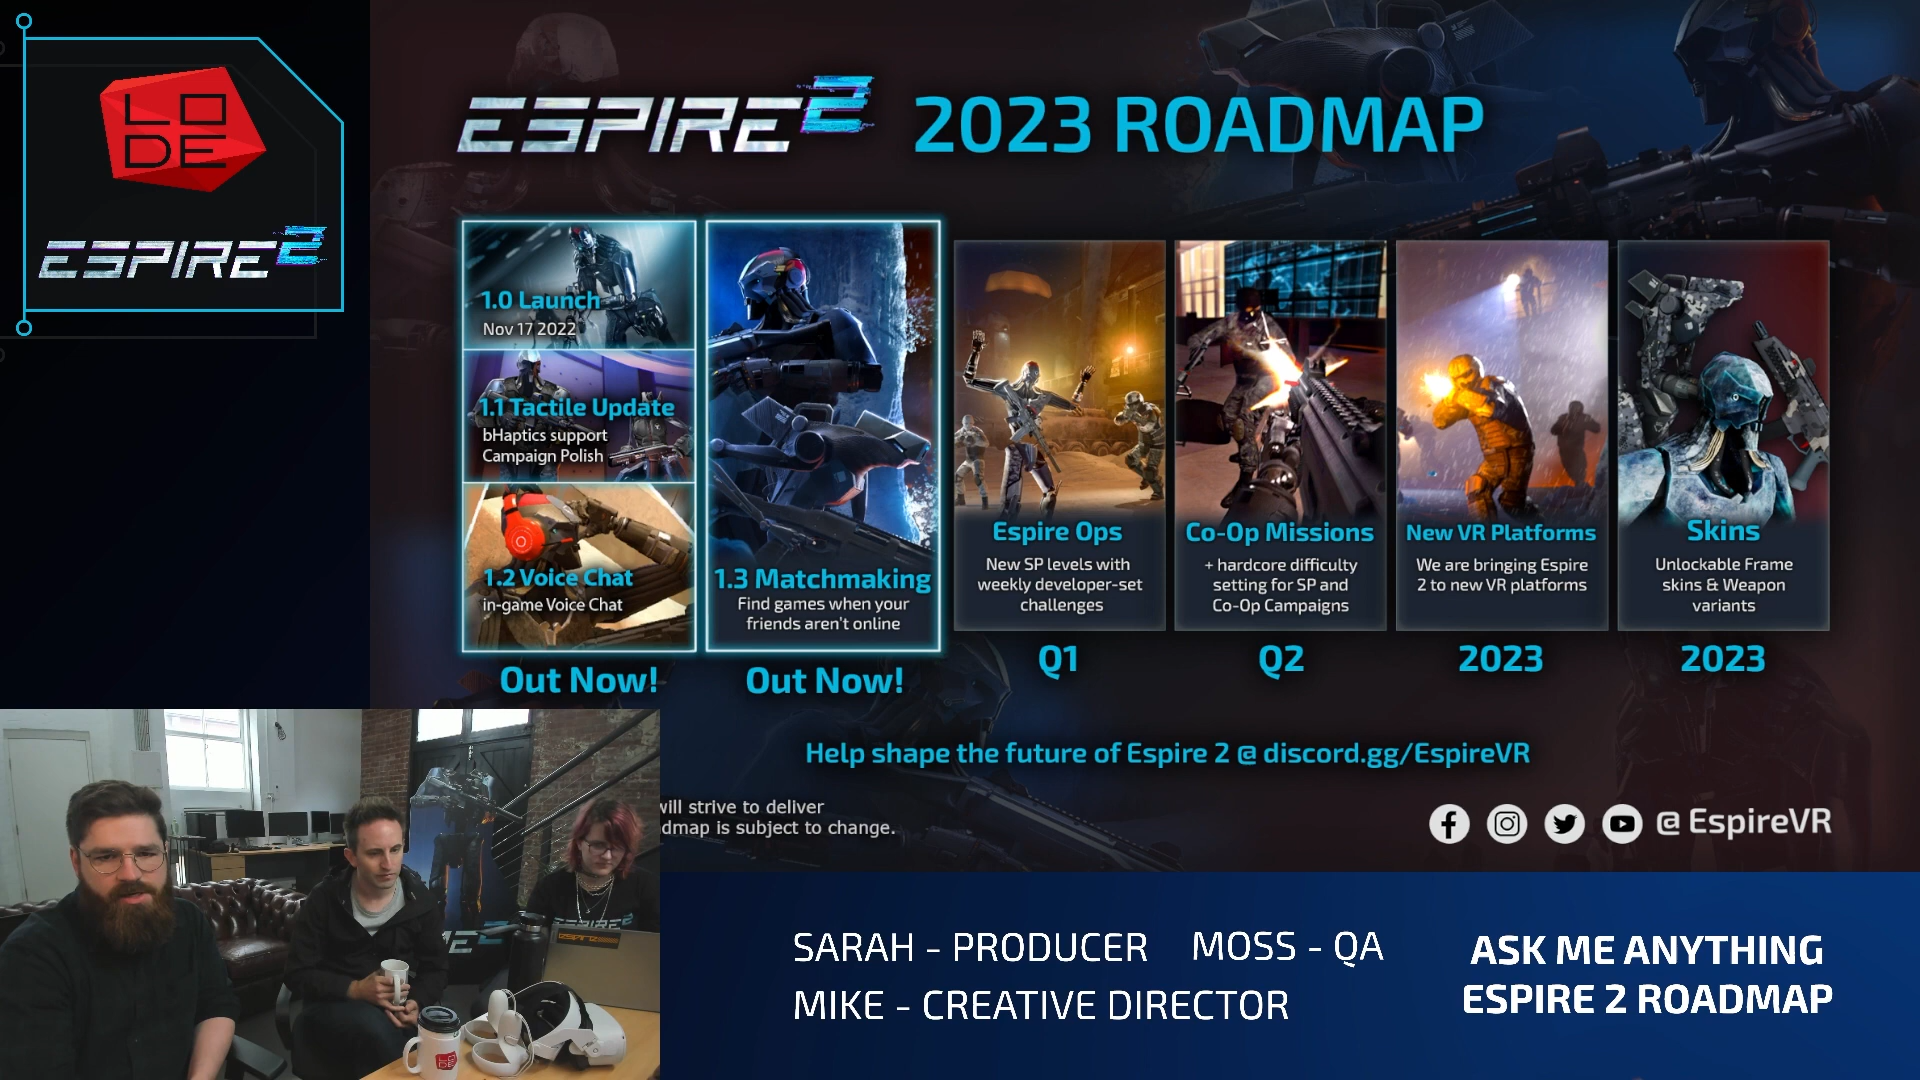 LO
DE
ESPIRE 2
ESPIRE 2 2023 ROADMAP
1.0 Launch
Nov 17 2022
1.1 Tactile Update
bHaptics support
Campaign Polish
1.2 Voice Chat
in-game Voice Chat
Out Now!
1.3 Matchmaking
Find games when your
friends aren't online
Out Now!
Espire Ops
New SP levels with
weekly developer-set
challenges
Q1
Co-Op Missions
+ hardcore difficulty
setting for SP and
Co-Op Campaigns
Q2
New VR Platforms
We are bringing Espire
2 to new VR platforms
2023
Skins
Unlockable Frame
skins & Weapon
variants
2023
Help shape the future of Espire 2 @ discord.gg/EspireVR
will strive to deliver
dmap is subject to change.
@ EspireVR
ESPIRE 2
SARAH - PRODUCER MOSS - QA
MIKE - CREATIVE DIRECTOR
ASK ME ANYTHING
ESPIRE 2 ROADMAP